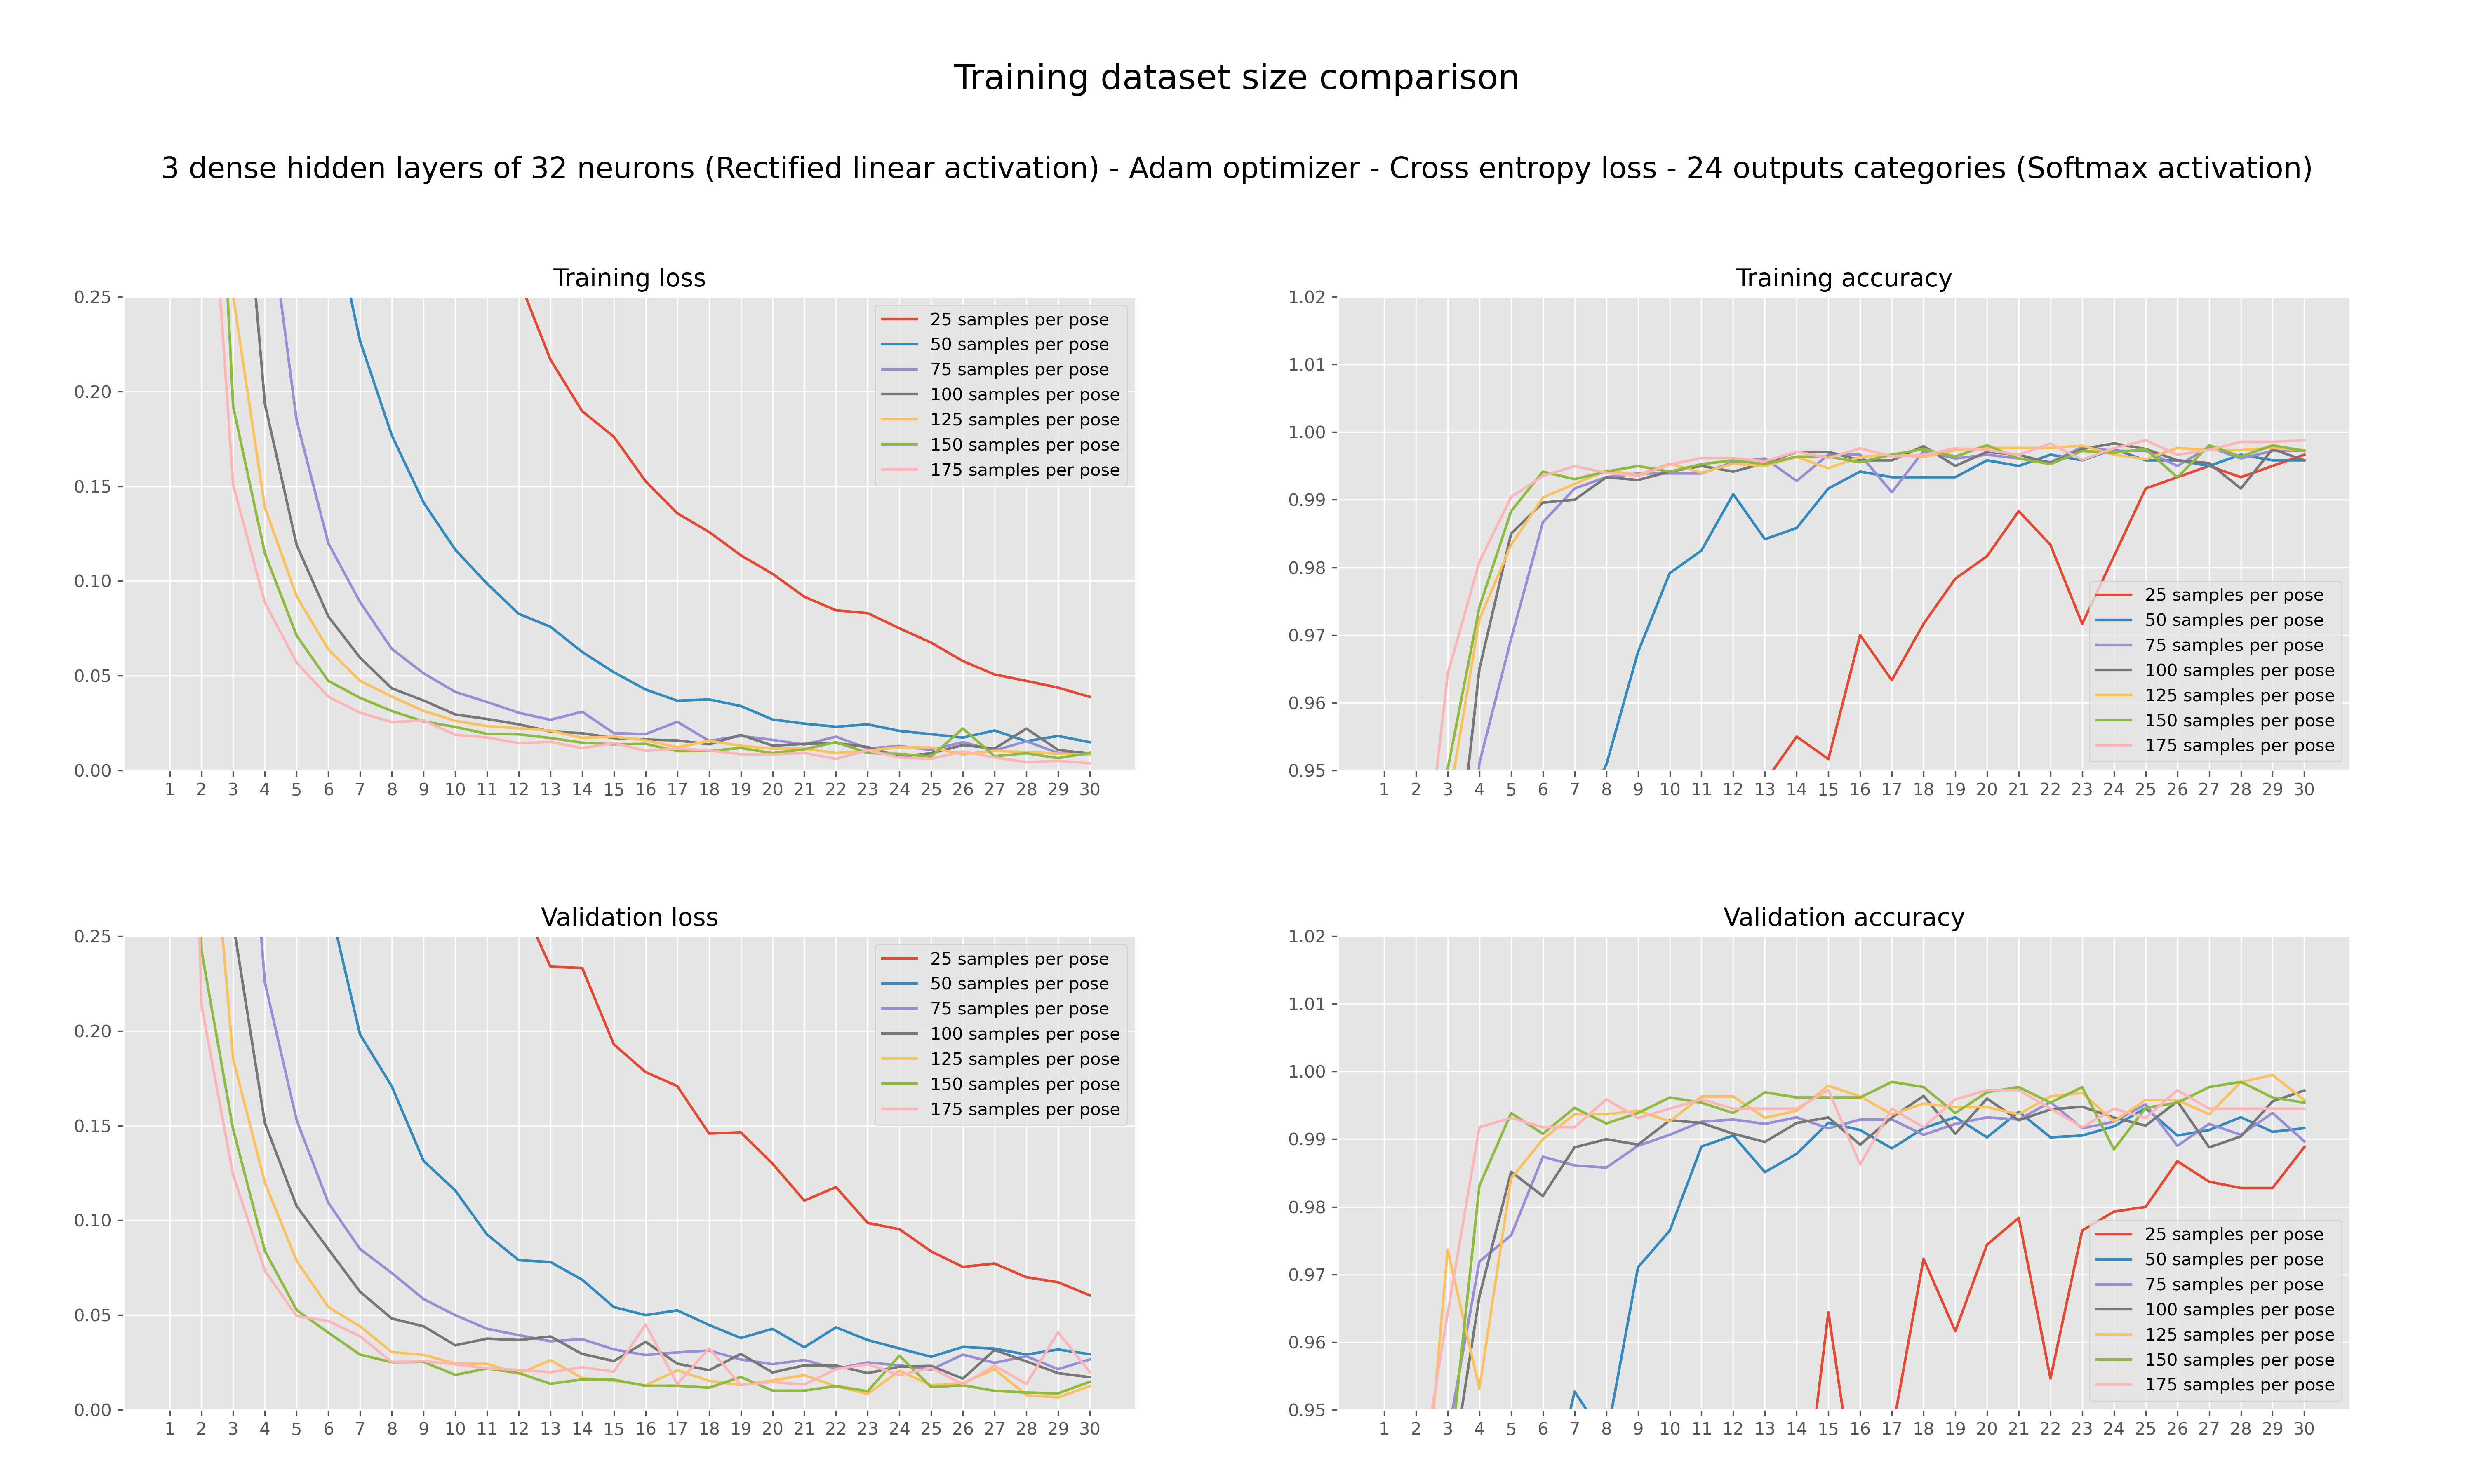 Training dataset size comparison
3 dense hidden layers of 32 neurons (Rectified linear activation) - Adam optimizer - Cross entropy loss - 24 outputs categories (Softmax activation)
Training loss
0.25
0.20
0.15
0.10
0.05
0.00
1 2 3 4 5 6 7 8 9 10 11 12 13 14 15 16 17 18 19 20 21 22 23 24 25 26 27 28 29 30
25 samples per pose
50 samples per pose
75 samples per pose
100 samples per pose
125 samples per pose
150 samples per pose
175 samples per pose
Training accuracy
1.02
1.01
1.00
0.99
0.98
0.97
0.96
0.95
1 2 3 4 5 6 7 8 9 10 11 12 13 14 15 16 17 18 19 20 21 22 23 24 25 26 27 28 29 30
25 samples per pose
50 samples per pose
75 samples per pose
100 samples per pose
125 samples per pose
150 samples per pose
175 samples per pose
Validation loss
0.25
0.20
0.15
0.10
0.05
0.00
1 2 3 4 5 6 7 8 9 10 11 12 13 14 15 16 17 18 19 20 21 22 23 24 25 26 27 28 29 30
25 samples per pose
50 samples per pose
75 samples per pose
100 samples per pose
125 samples per pose
150 samples per pose
175 samples per pose
Validation accuracy
1.02
1.01
1.00
0.99
0.98
0.97
0.96
0.95
1 2 3 4 5 6 7 8 9 10 11 12 13 14 15 16 17 18 19 20 21 22 23 24 25 26 27 28 29 30
25 samples per pose
50 samples per pose
75 samples per pose
100 samples per pose
125 samples per pose
150 samples per pose
175 samples per pose